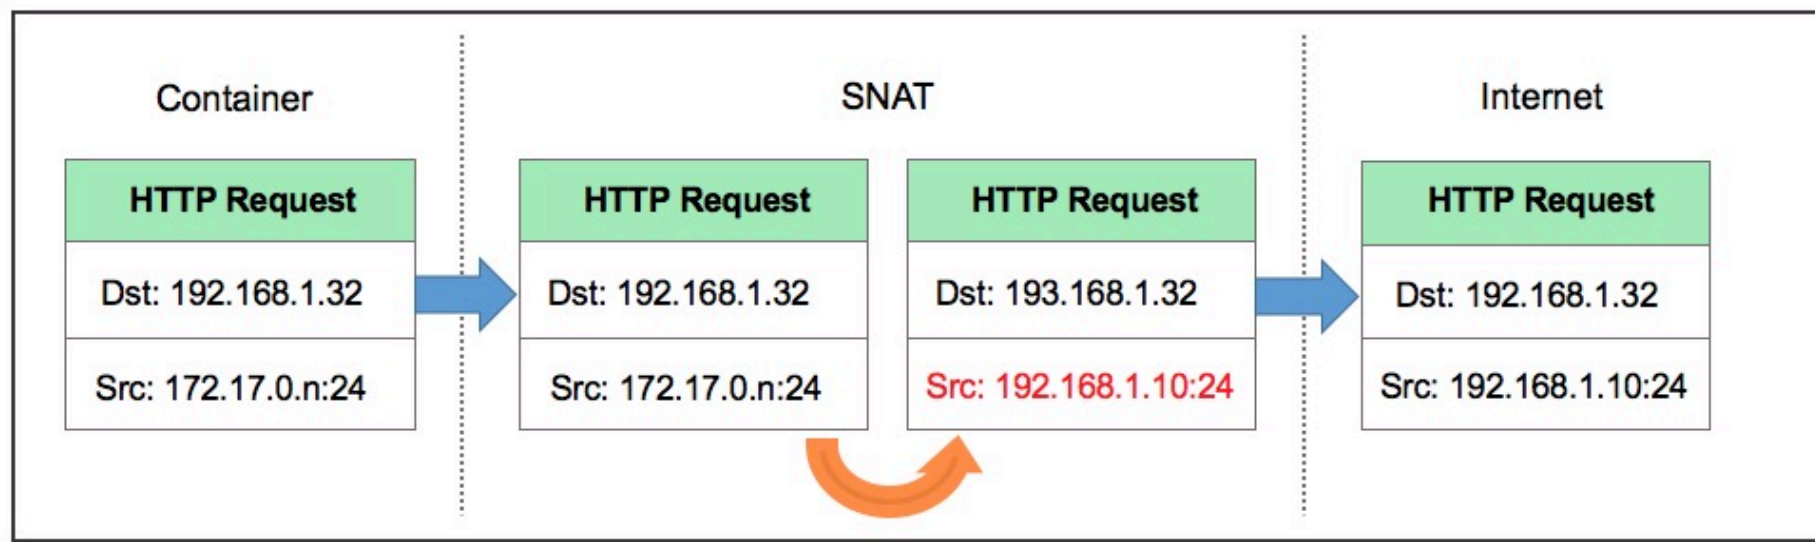 Container
SNAT
Internet
HTTP Request
Dst: 192.168.1.32
Src: 172.17.0.n:24
HTTP Request
Dst: 192.168.1.32
Src: 172.17.0.n:24
HTTP Request
Dst: 193.168.1.32
Src: 192.168.1.10:24
HTTP Request
Dst: 192.168.1.32
Src: 192.168.1.10:24